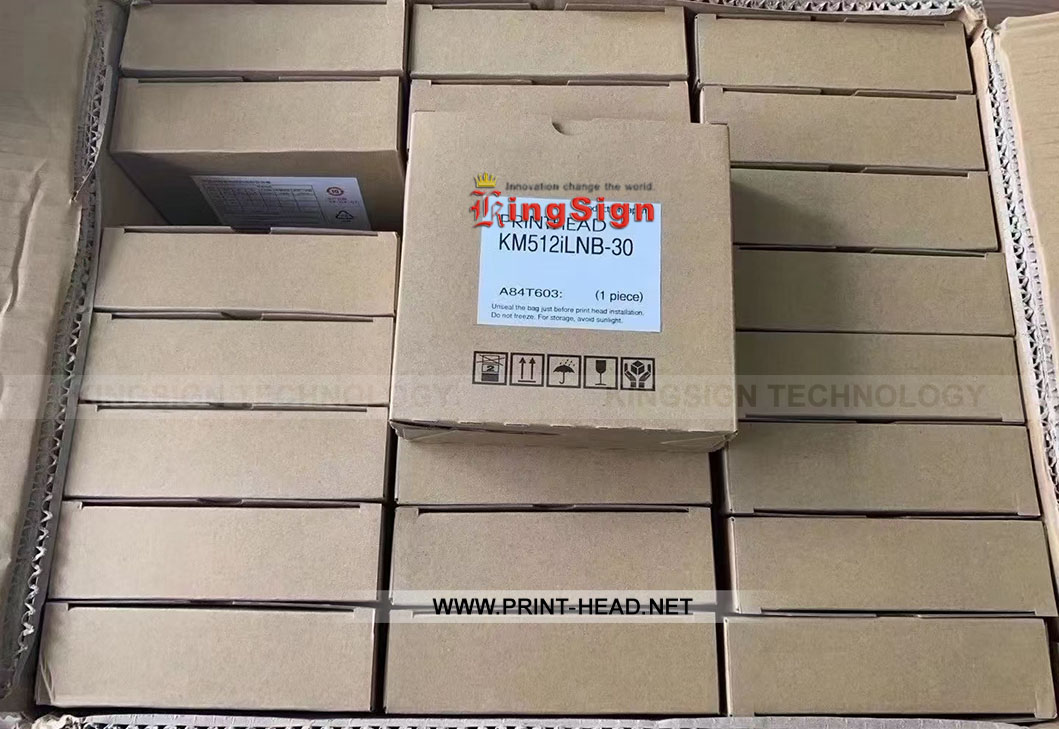 Innovation change the world.
KingSign
PRINTHEAD
KM512iLNB-30
A84T603: (1 piece)
Unseal the bag just before print head installation.
Do not freeze. For storage, avoid sunlight.
2
KINGSIGN TECHNOLOGY
KINGSIGN TECHNOLOGY
WWW.PRINT-HEAD.NET